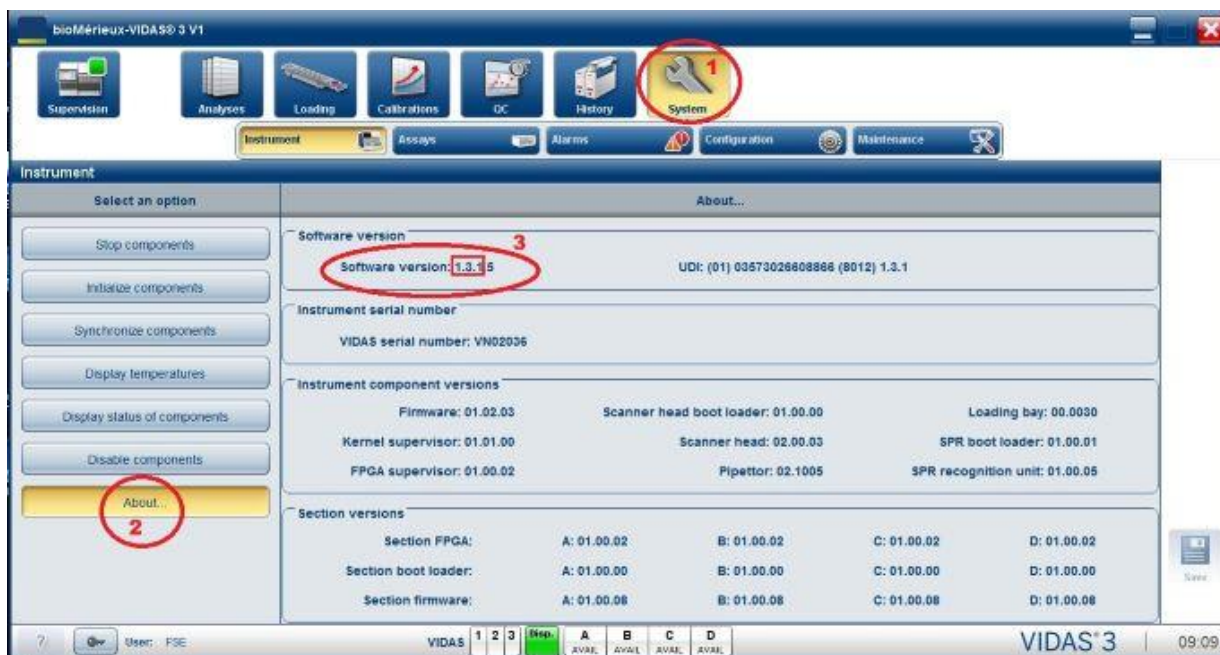 bioMérieux-VIDAS® 3 V1
Supervision Analyses Loading Calibrations QC History System 1
Instrument Assays Alarms Configuration Maintenance
Instrument
Select an option
About...
Stop components
Initialize components
Synchronize components
Display temperatures
Display status of components
Disable components
About...
2
Software version
3
Software version: 1.3.1.5 UDI: (01) 03573026608866 (8012) 1.3.1
Instrument serial number
VIDAS serial number: VN02036
Instrument component versions
Firmware: 01.02.03 Scanner head boot loader: 01.00.00 Loading bay: 00.0030
Kernel supervisor: 01.01.00 Scanner head: 02.00.03 SPR boot loader: 01.00.01
FPGA supervisor: 01.00.02 Pipettor: 02.1005 SPR recognition unit: 01.00.05
Section versions
Section FPGA: A: 01.00.02 B: 01.00.02 C: 01.00.02 D: 01.00.02
Section boot loader: A: 01.00.00 B: 01.00.00 C: 01.00.00 D: 01.00.00
Section firmware: A: 01.00.08 B: 01.00.08 C: 01.00.08 D: 01.00.08
Save
? User: FSE VIDAS 1 2 3 Disp. A B C D VIDAS® 3 09:09
AVAIL AVAIL AVAIL AVAIL